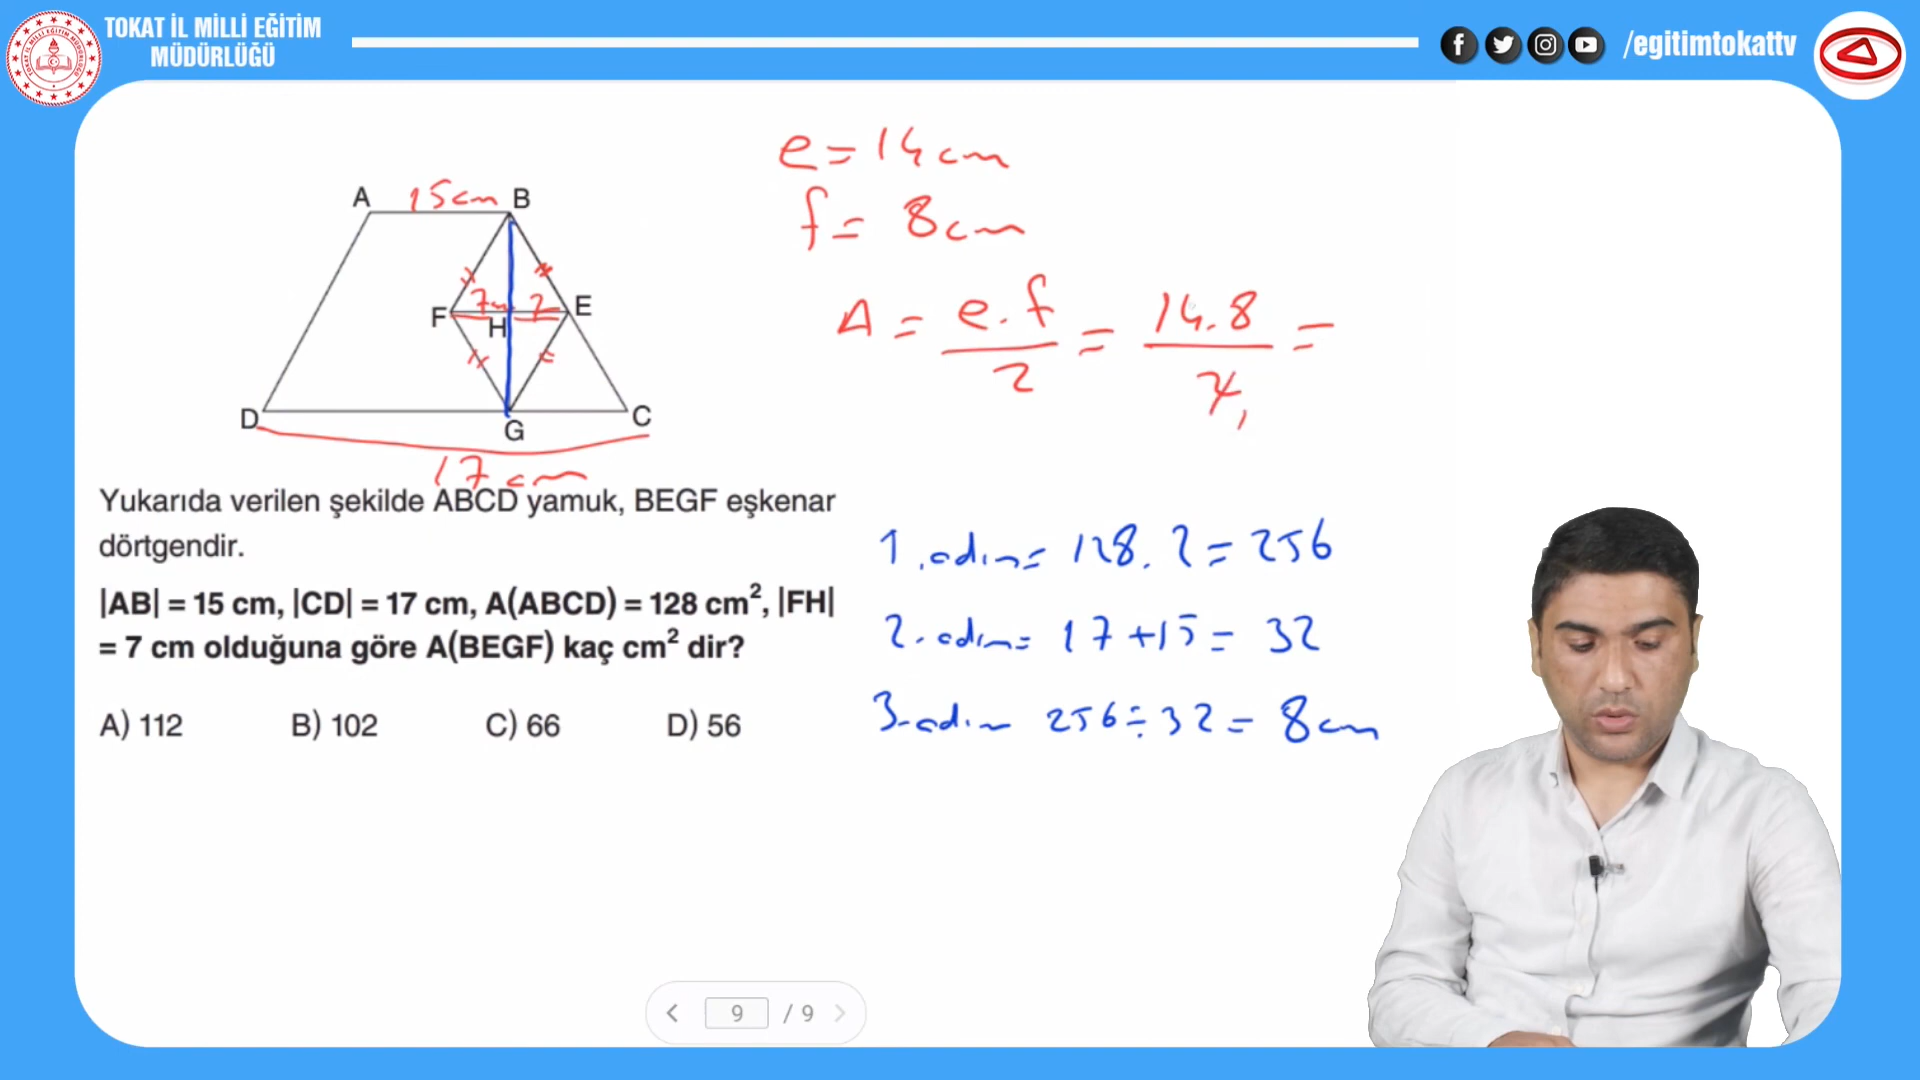 TOKAT İL MİLLİ EĞİTİM
MÜDÜRLÜĞÜ
/egitimtokattv
e = 14 cm
f = 8 cm
A = e.f / 2 = 14.8 / 2, =
A 15cm B
F 7cm H 7 E
D G C
17 cm
Yukarıda verilen şekilde ABCD yamuk, BEGF eşkenar
dörtgendir.
|AB| = 15 cm, |CD| = 17 cm, A(ABCD) = 128 cm², |FH|
= 7 cm olduğuna göre A(BEGF) kaç cm² dir?
A) 112 B) 102 C) 66 D) 56
1. adım = 128 . 2 = 256
2. adım = 17 + 15 = 32
3. adım 256 ÷ 32 = 8 cm
9 / 9